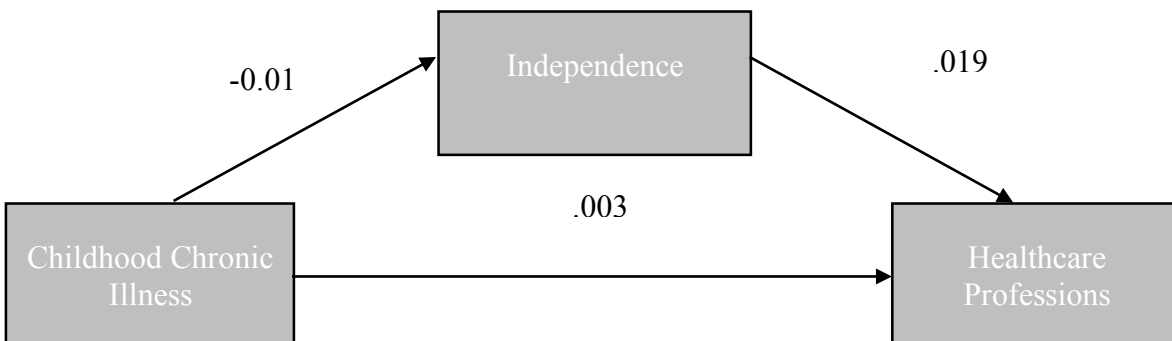 Independence
-0.01
.019
.003
Childhood Chronic
Illness
Healthcare
Professions